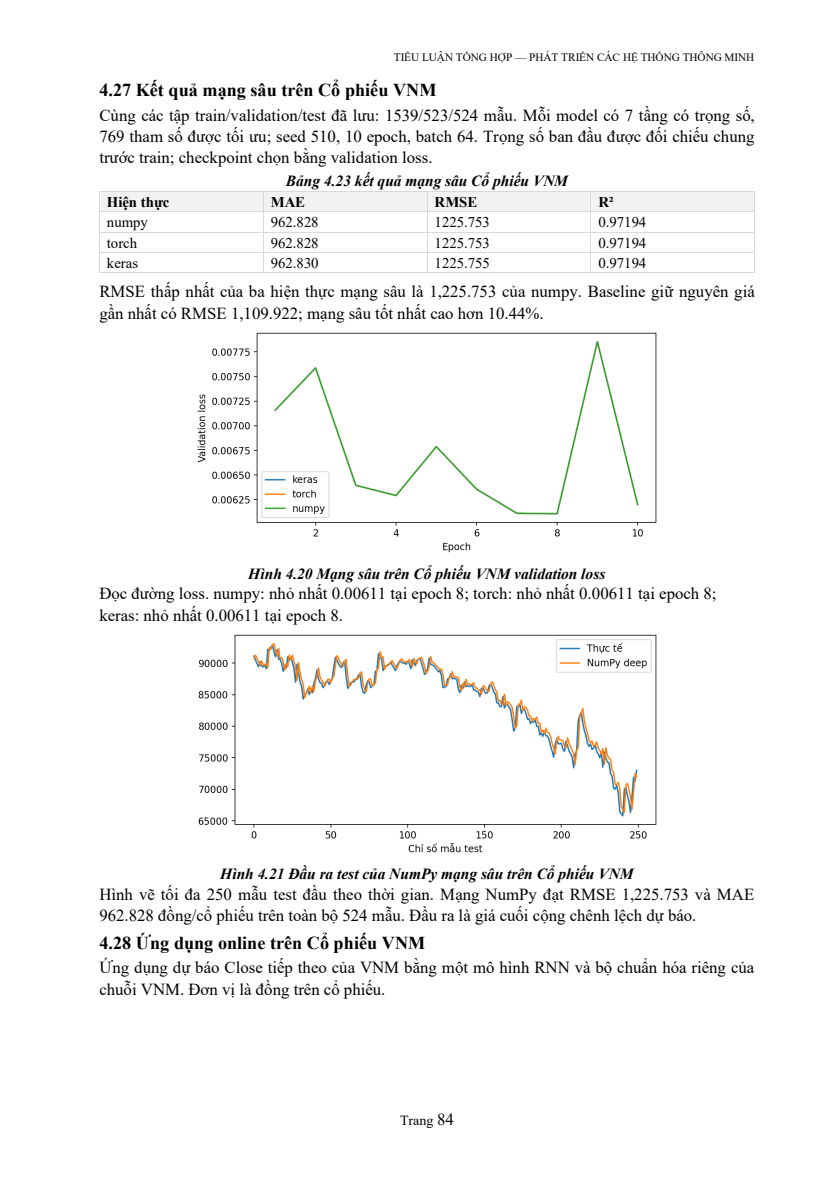 TIỂU LUẬN TỔNG HỢP — PHÁT TRIỂN CÁC HỆ THỐNG THÔNG MINH
4.27 Kết quả mạng sâu trên Cổ phiếu VNM
Cùng các tập train/validation/test đã lưu: 1539/523/524 mẫu. Mỗi model có 7 tầng có trọng số,
769 tham số được tối ưu; seed 510, 10 epoch, batch 64. Trọng số ban đầu được đối chiếu chung
trước train; checkpoint chọn bằng validation loss.
Bảng 4.23 kết quả mạng sâu Cổ phiếu VNM
Hiện thực MAE RMSE R²
numpy 962.828 1225.753 0.97194
torch 962.828 1225.753 0.97194
keras 962.830 1225.755 0.97194
RMSE thấp nhất của ba hiện thực mạng sâu là 1,225.753 của numpy. Baseline giữ nguyên giá
gần nhất có RMSE 1,109.922; mạng sâu tốt nhất cao hơn 10.44%.
0.00775
0.00750
0.00725
0.00700
0.00675
0.00650
0.00625
Validation loss
keras
torch
numpy
2 4 6 8 10
Epoch
Hình 4.20 Mạng sâu trên Cổ phiếu VNM validation loss
Đọc đường loss. numpy: nhỏ nhất 0.00611 tại epoch 8; torch: nhỏ nhất 0.00611 tại epoch 8;
keras: nhỏ nhất 0.00611 tại epoch 8.
Thực tế
NumPy deep
90000
85000
80000
75000
70000
65000
0 50 100 150 200 250
Chỉ số mẫu test
Hình 4.21 Đầu ra test của NumPy mạng sâu trên Cổ phiếu VNM
Hình vẽ tối đa 250 mẫu test đầu theo thời gian. Mạng NumPy đạt RMSE 1,225.753 và MAE
962.828 đồng/cổ phiếu trên toàn bộ 524 mẫu. Đầu ra là giá cuối cộng chênh lệch dự báo.
4.28 Ứng dụng online trên Cổ phiếu VNM
Ứng dụng dự báo Close tiếp theo của VNM bằng một mô hình RNN và bộ chuẩn hóa riêng của
chuỗi VNM. Đơn vị là đồng trên cổ phiếu.
Trang 84